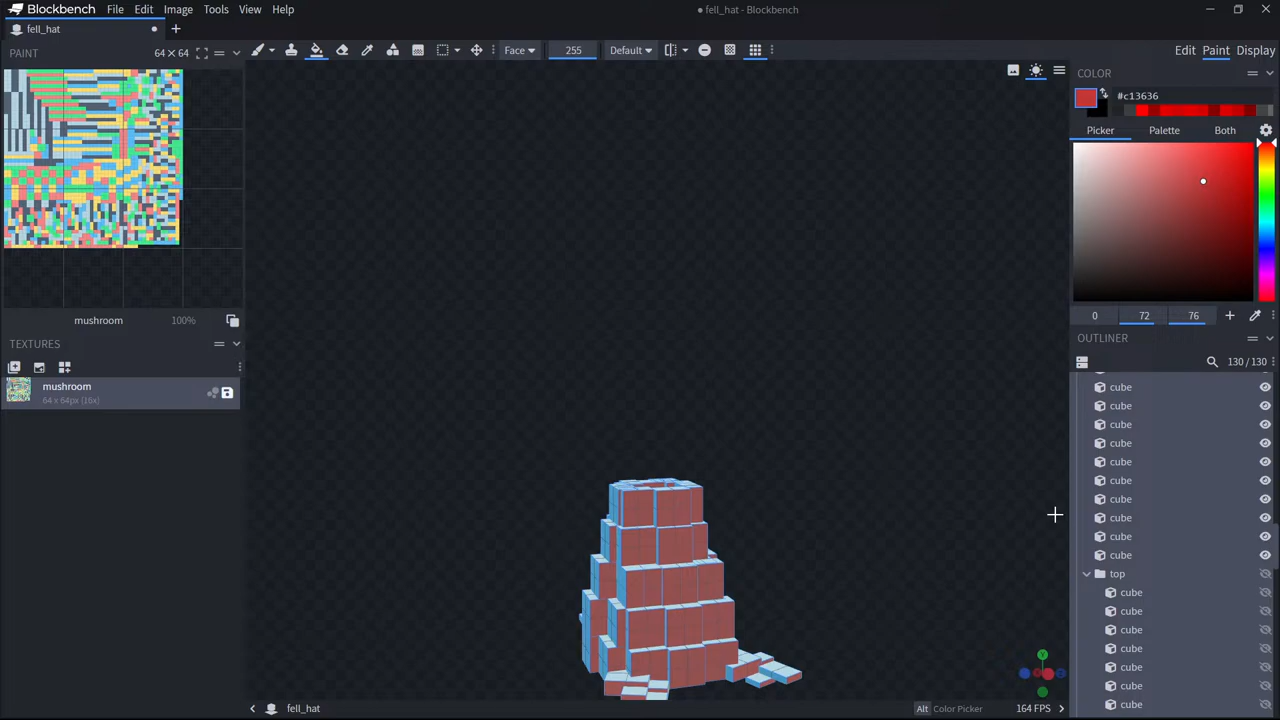 Blockbench File Edit Image Tools View Help
fell_hat - Blockbench
fell_hat
PAINT 64×64
Face 255 Default
Edit Paint Display
COLOR
#c13636
Picker Palette Both
0 72 76
mushroom 100%
TEXTURES
mushroom
64 x 64px (16x)
OUTLINER
130 / 130
cube
cube
cube
cube
cube
cube
cube
cube
cube
cube
top
cube
cube
cube
cube
cube
cube
cube
Y
fell_hat
Alt Color Picker 164 FPS